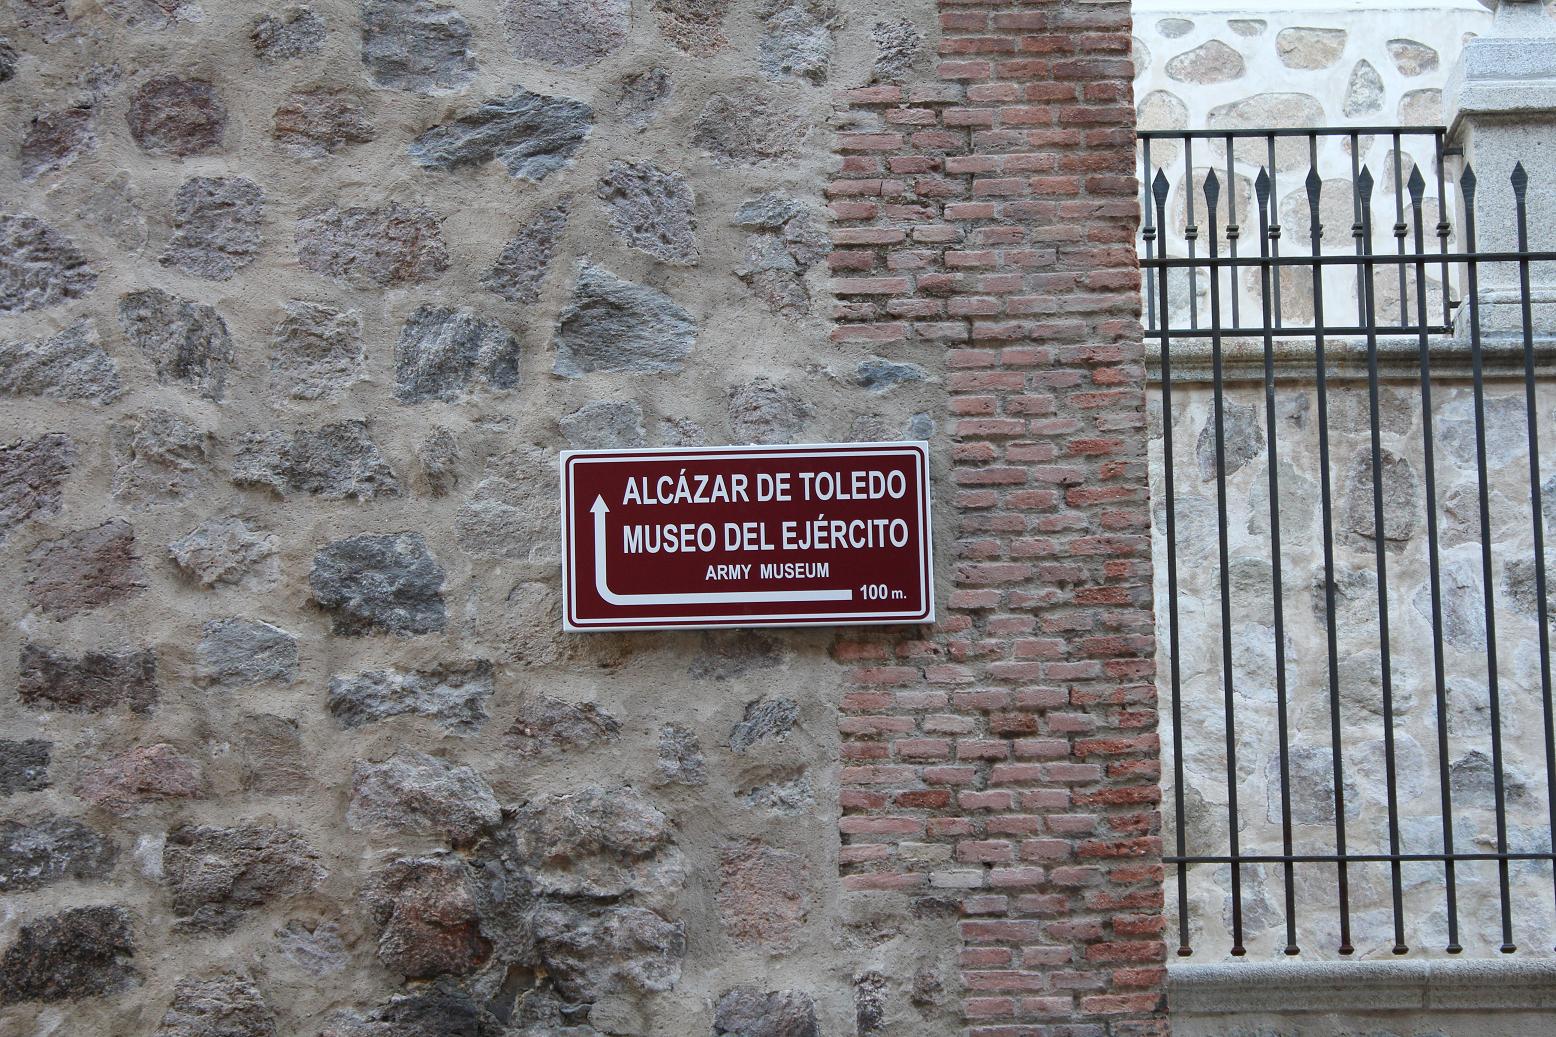 ALCÁZAR DE TOLEDO
MUSEO DEL EJÉRCITO
ARMY MUSEUM
100 m.